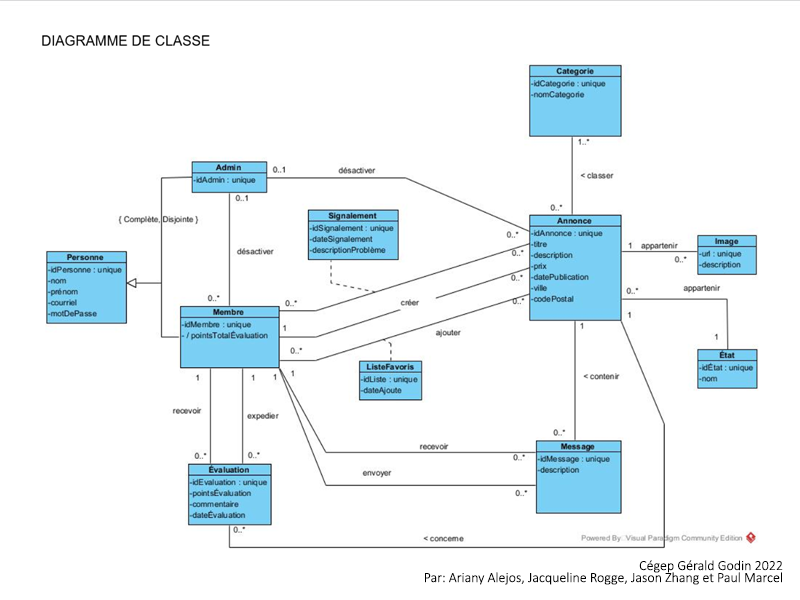 DIAGRAMME DE CLASSE
Categorie
-idCategorie : unique
-nomCategorie
1..*
< classer
0..*
Admin
-idAdmin : unique
0..1
désactiver
0..1
{ Complète, Disjointe }
désactiver
0..*
Signalement
-idSignalement : unique
-dateSignalement
-descriptionProblème
Annonce
-idAnnonce : unique
-titre
-description
-prix
-datePublication
-ville
-codePostal
0..*
0..*
0..*
0..*
1
appartenir
0..*
Image
-url : unique
-description
Personne
-idPersonne : unique
-nom
-prénom
-courriel
-motDePasse
0..*
appartenir
1
État
-idÉtat : unique
-nom
Membre
-idMembre : unique
- / pointsTotalÉvaluation
0..*
1
créer
0..*
ajouter
ListeFavoris
-idListe : unique
-dateAjoute
1
1
< contenir
0..*
1
1
1
1
recevoir
expedier
0..*
0..*
recevoir
0..*
envoyer
0..*
Message
-idMessage : unique
-description
Évaluation
-idEvaluation : unique
-pointsÉvaluation
-commentaire
-dateÉvaluation
0..*
< concerne
Powered By Visual Paradigm Community Edition
Cégep Gérald Godin 2022
Par: Ariany Alejos, Jacqueline Rogge, Jason Zhang et Paul Marcel